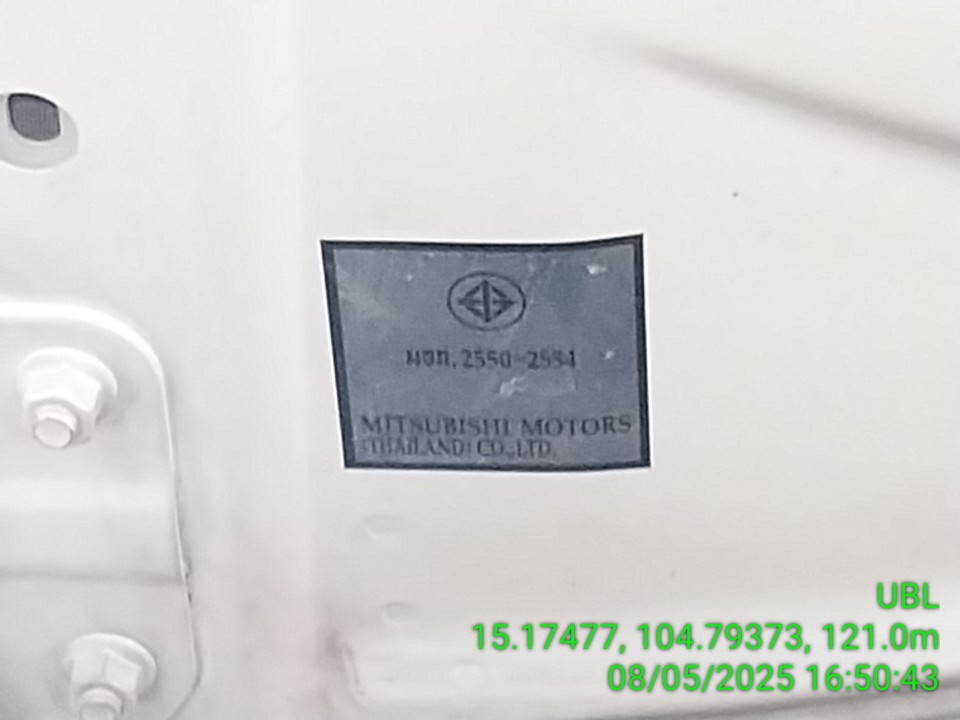 มอก.2550-2554
MITSUBISHI MOTORS
(THAILAND) CO.,LTD.
UBL
15.17477, 104.79373, 121.0m
08/05/2025 16:50:43